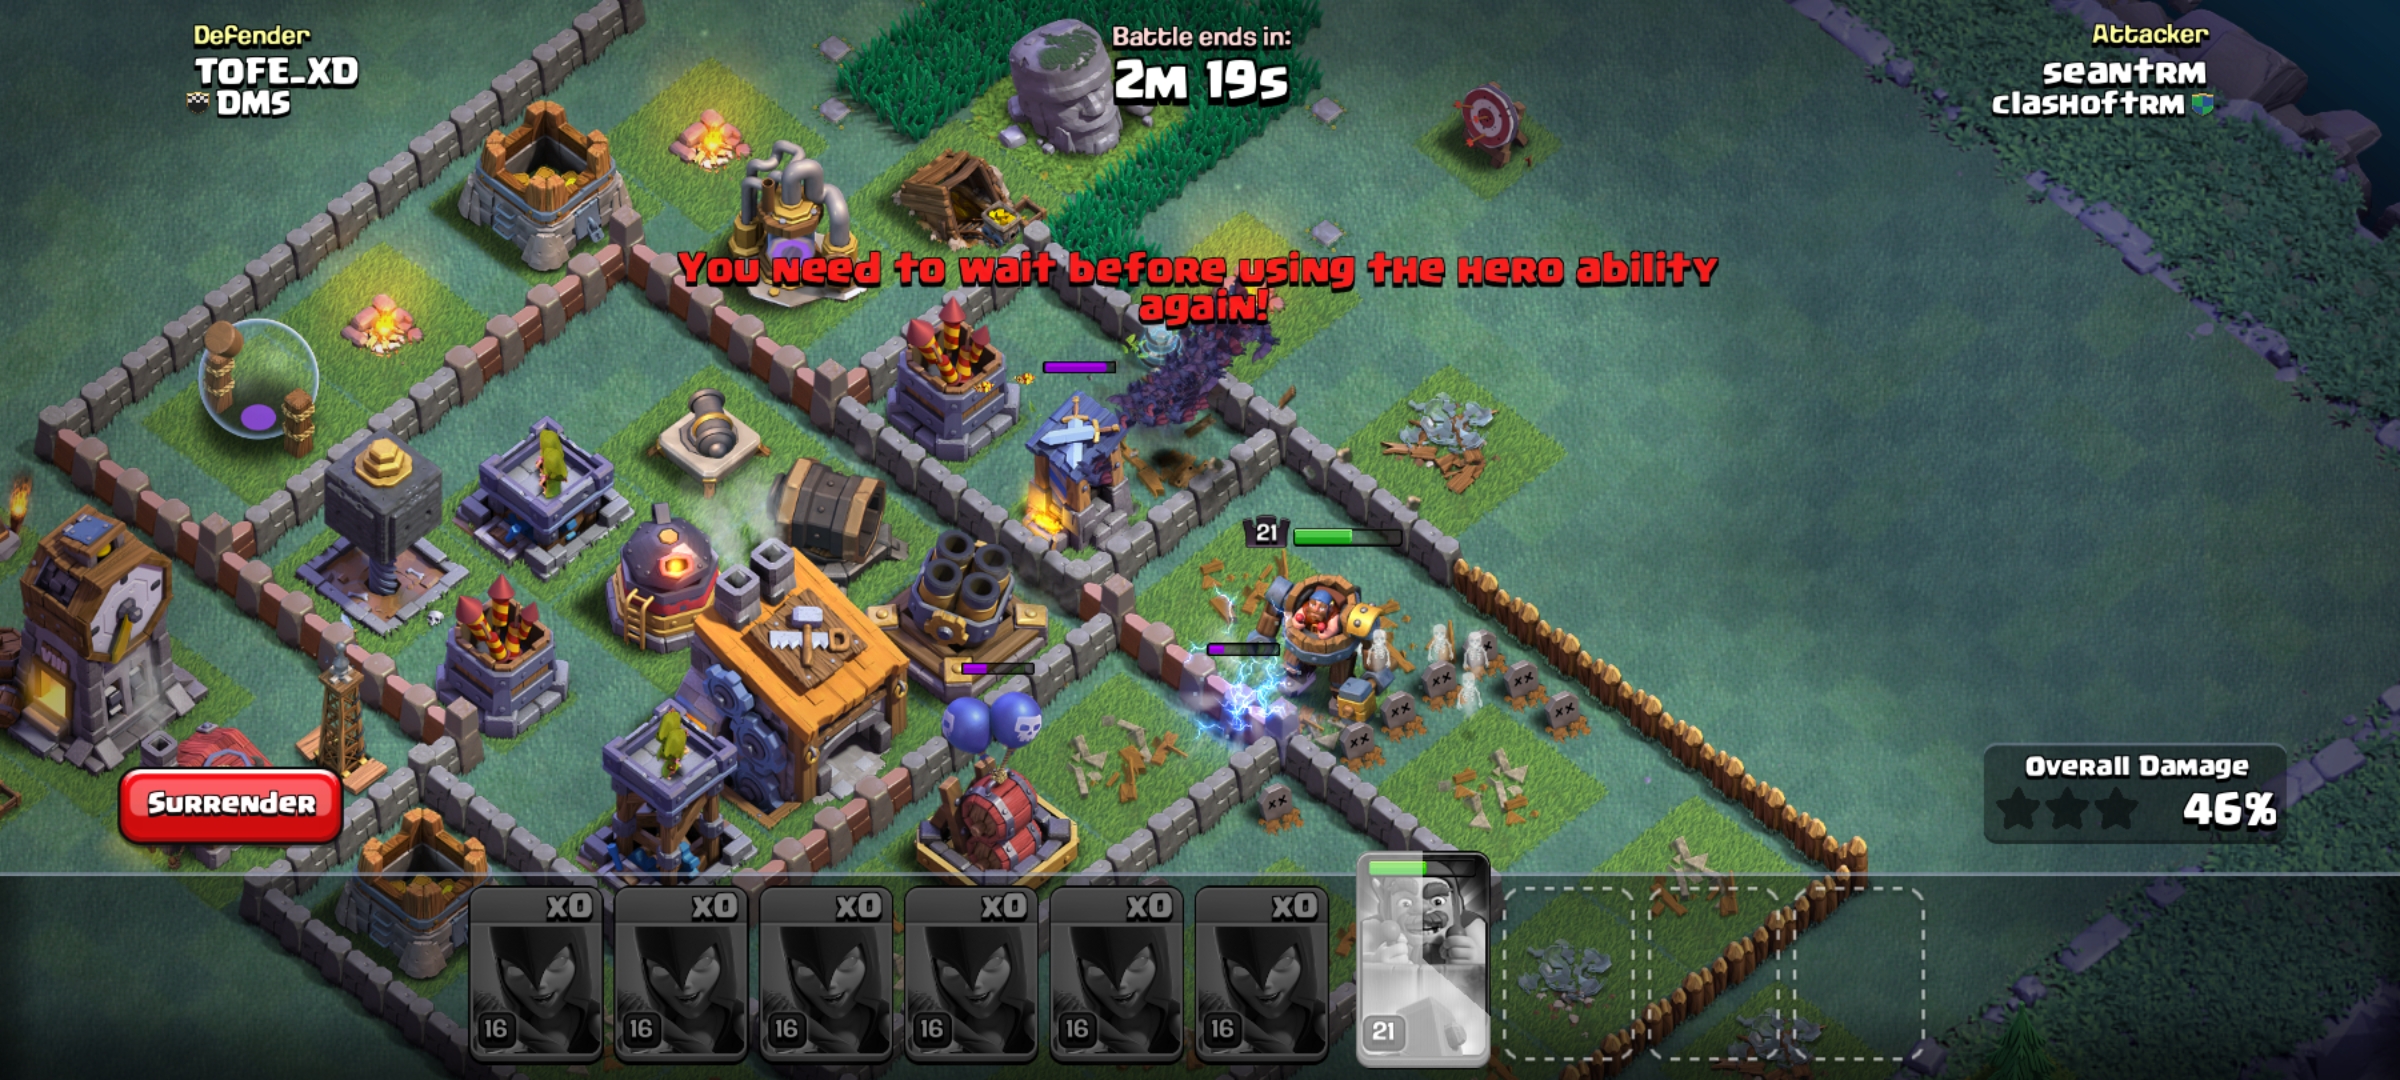 Defender
TOFE_XD
DMS
Battle ends in:
2M 19s
Attacker
seantRM
clashoftRM
You need to wait before using the Hero ability
again!
21
VIII
Surrender
Overall Damage
46%
x0
x0
x0
x0
x0
x0
16
16
16
16
16
16
21